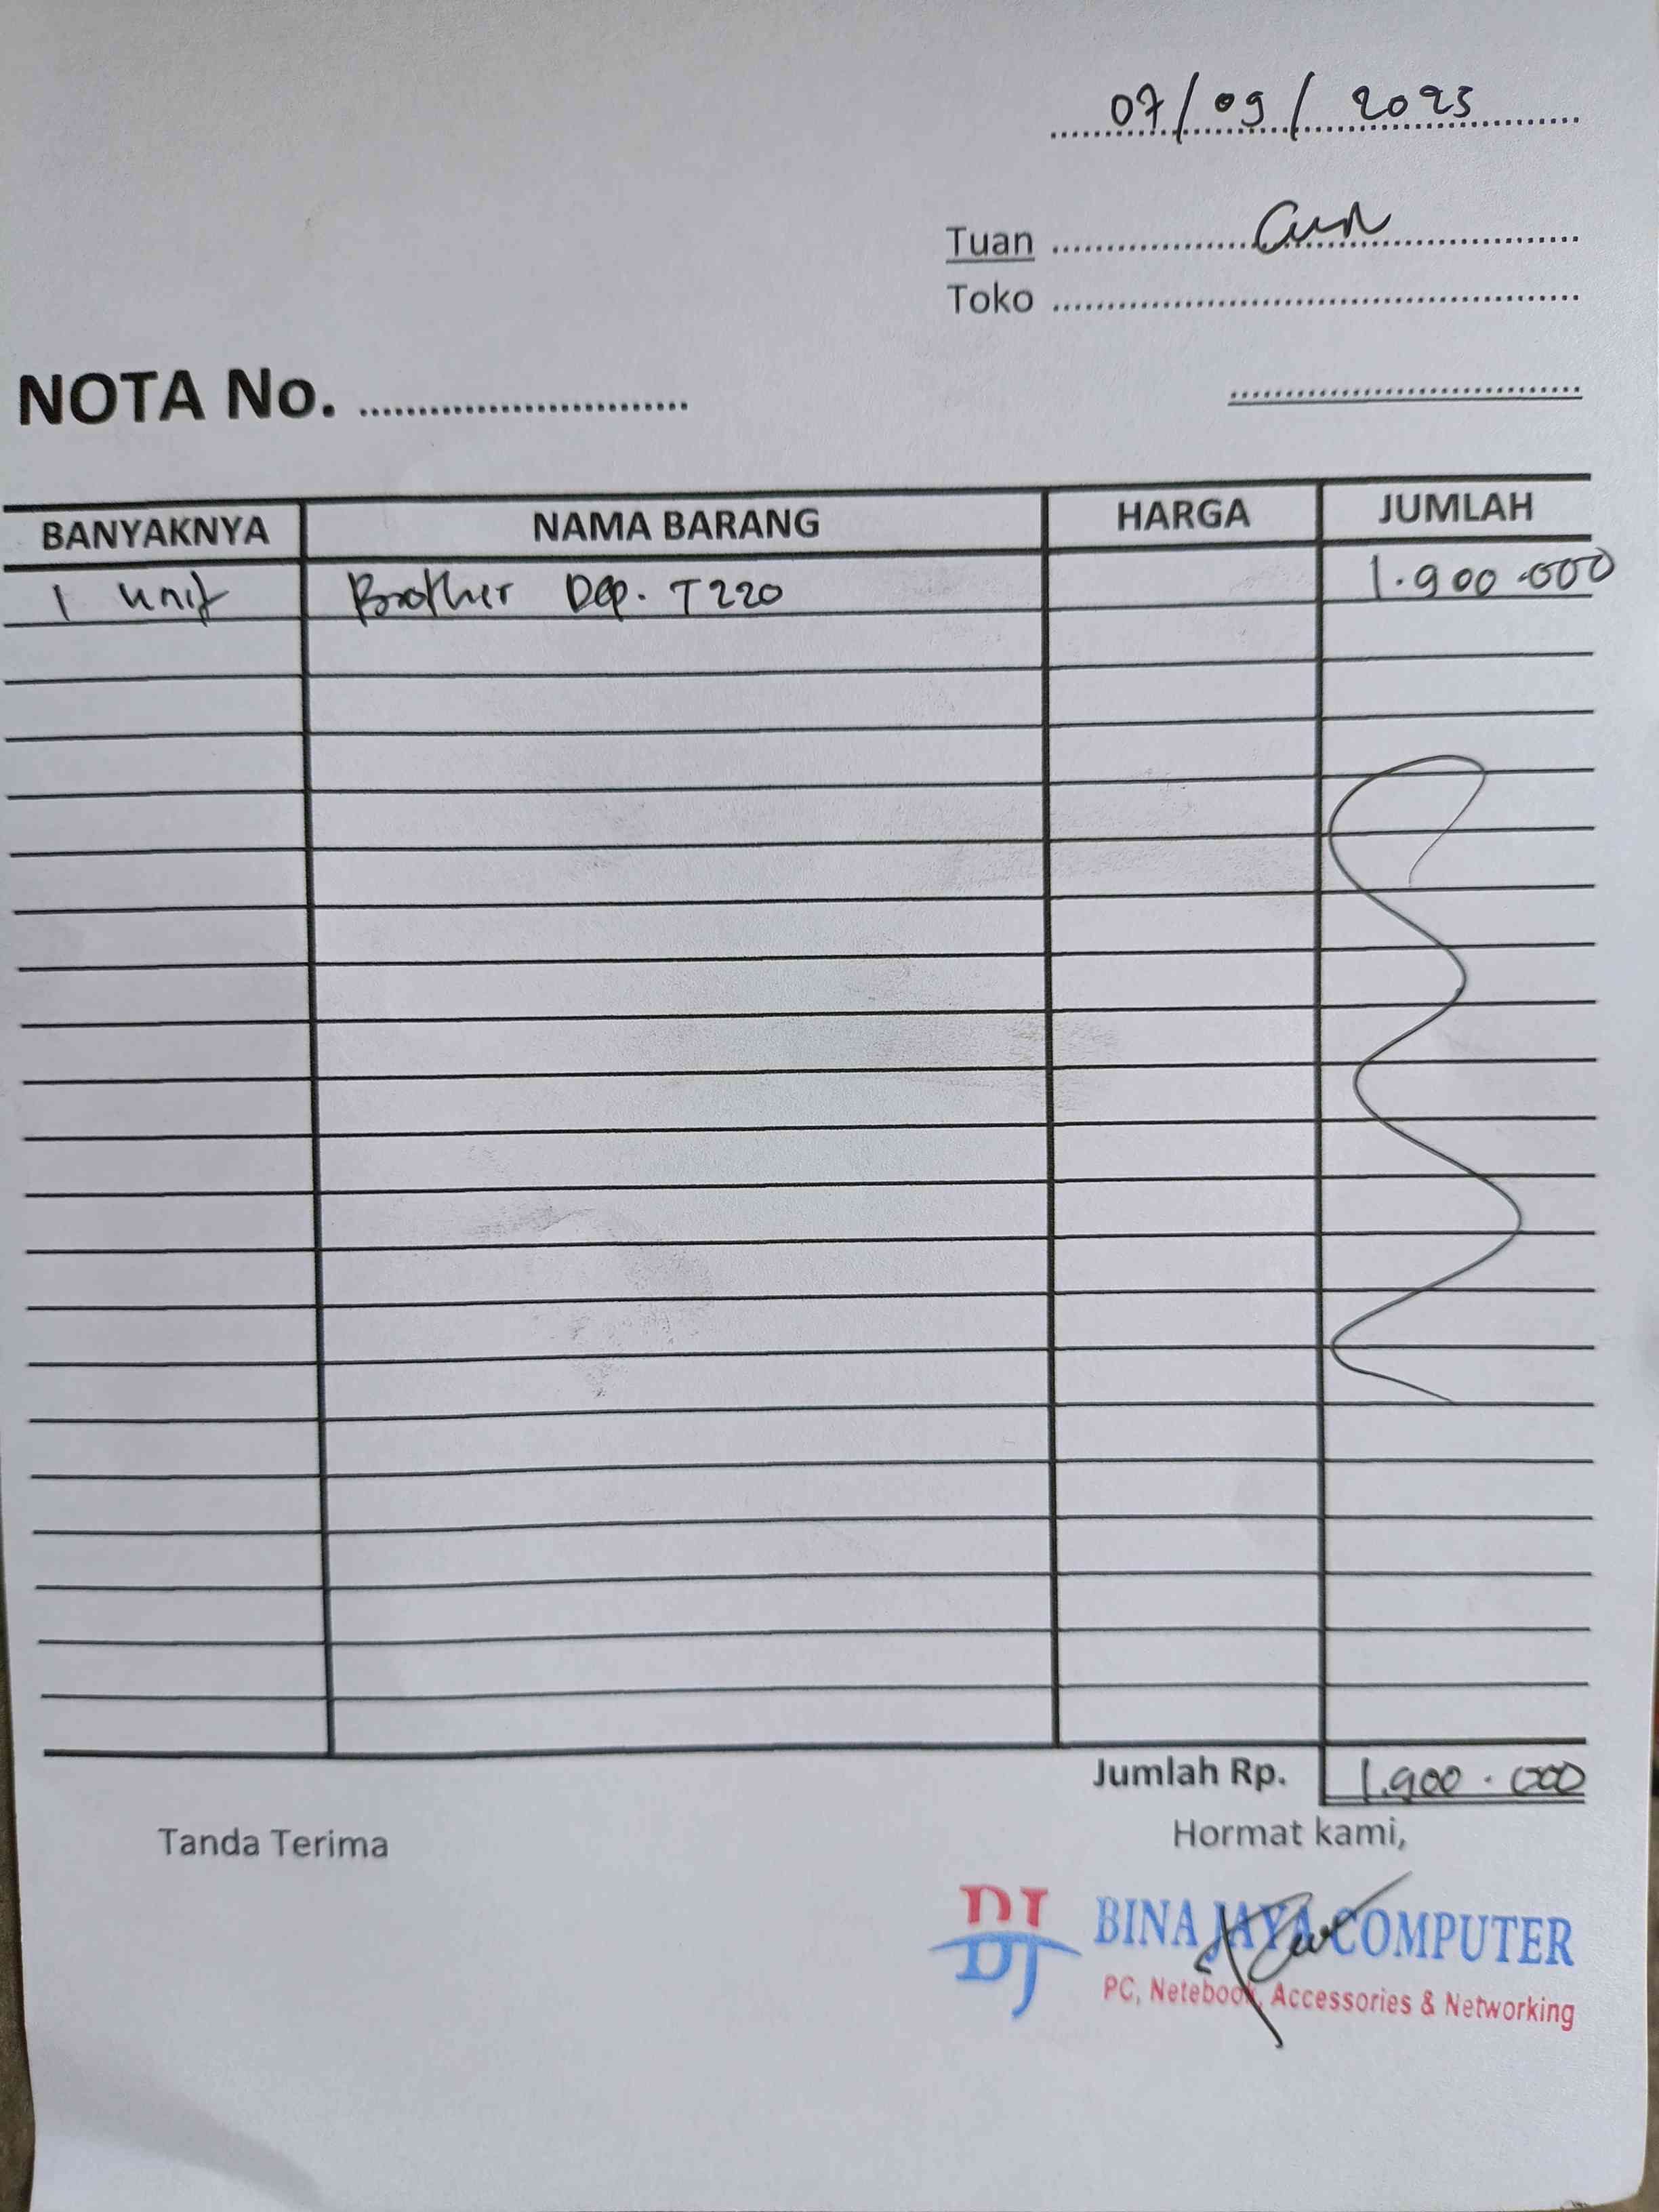 07/09/2023
Tuan
Toko
NOTA No.
BANYAKNYA NAMA BARANG HARGA JUMLAH
1 unit Brother Dcp. T220 1.900.000
Jumlah Rp. 1.900.000
Tanda Terima Hormat kami,
BJ BINA JAYA COMPUTER
PC, Netebook, Accessories & Networking